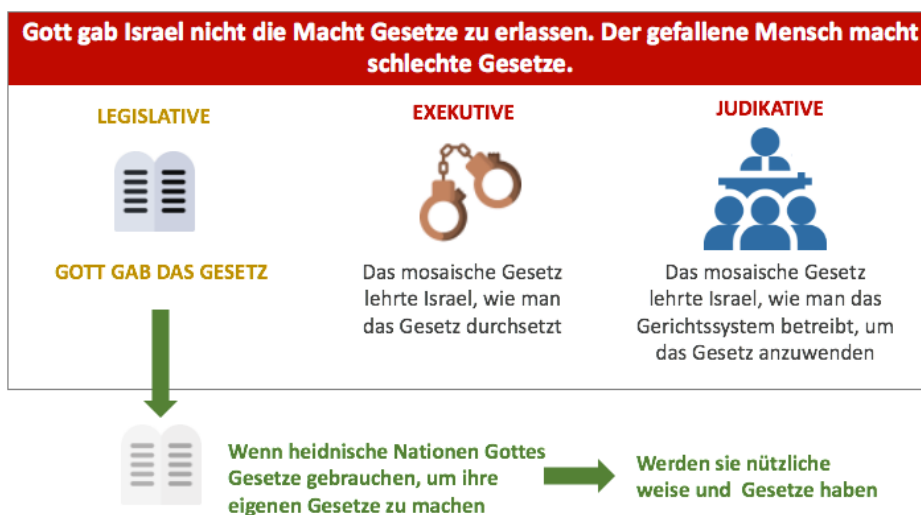 Gott gab Israel nicht die Macht Gesetze zu erlassen. Der gefallene Mensch macht
schlechte Gesetze.
LEGISLATIVE
GOTT GAB DAS GESETZ
EXEKUTIVE
Das mosaische Gesetz
lehrte Israel, wie man
das Gesetz durchsetzt
JUDIKATIVE
Das mosaische Gesetz
lehrte Israel, wie man das
Gerichtssystem betreibt, um
das Gesetz anzuwenden
Wenn heidnische Nationen Gottes
Gesetze gebrauchen, um ihre
eigenen Gesetze zu machen
Werden sie nützliche
weise und Gesetze haben